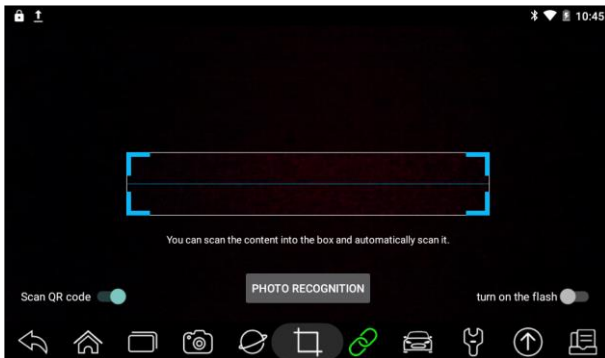 10:45
You can scan the content into the box and automatically scan it.
PHOTO RECOGNITION
Scan QR code
turn on the flash